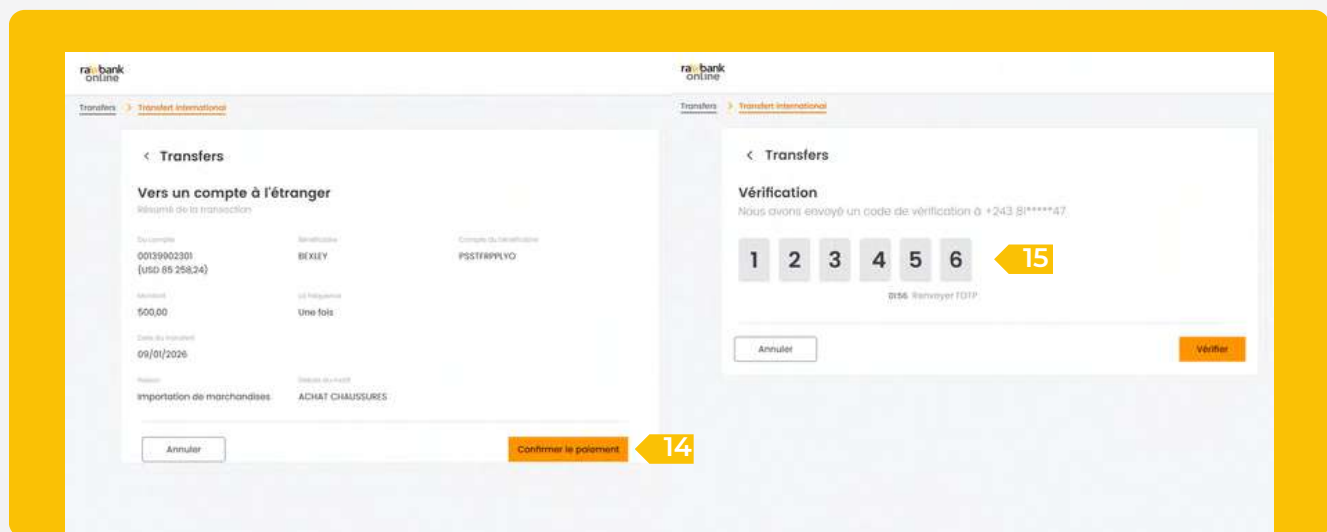 rawbank
online
Transfers > Transfert international
< Transfers
Vers un compte à l'étranger
Résumé de la transaction
Du compte Bénéficiaire Compte du bénéficiaire
00139902301 BEXLEY PSSTFRPPLYO
(USD 85 258,24)
Montant La fréquence
500,00 Une fois
Date du transfert
09/01/2026
Raison Détails du motif
Importation de marchandises ACHAT CHAUSSURES
Annuler Confirmer le paiement 14
rawbank
online
Transfers > Transfert international
< Transfers
Vérification
Nous avons envoyé un code de vérification à +243 81*****47
1 2 3 4 5 6 15
01:56 Renvoyer l'OTP
Annuler Vérifier